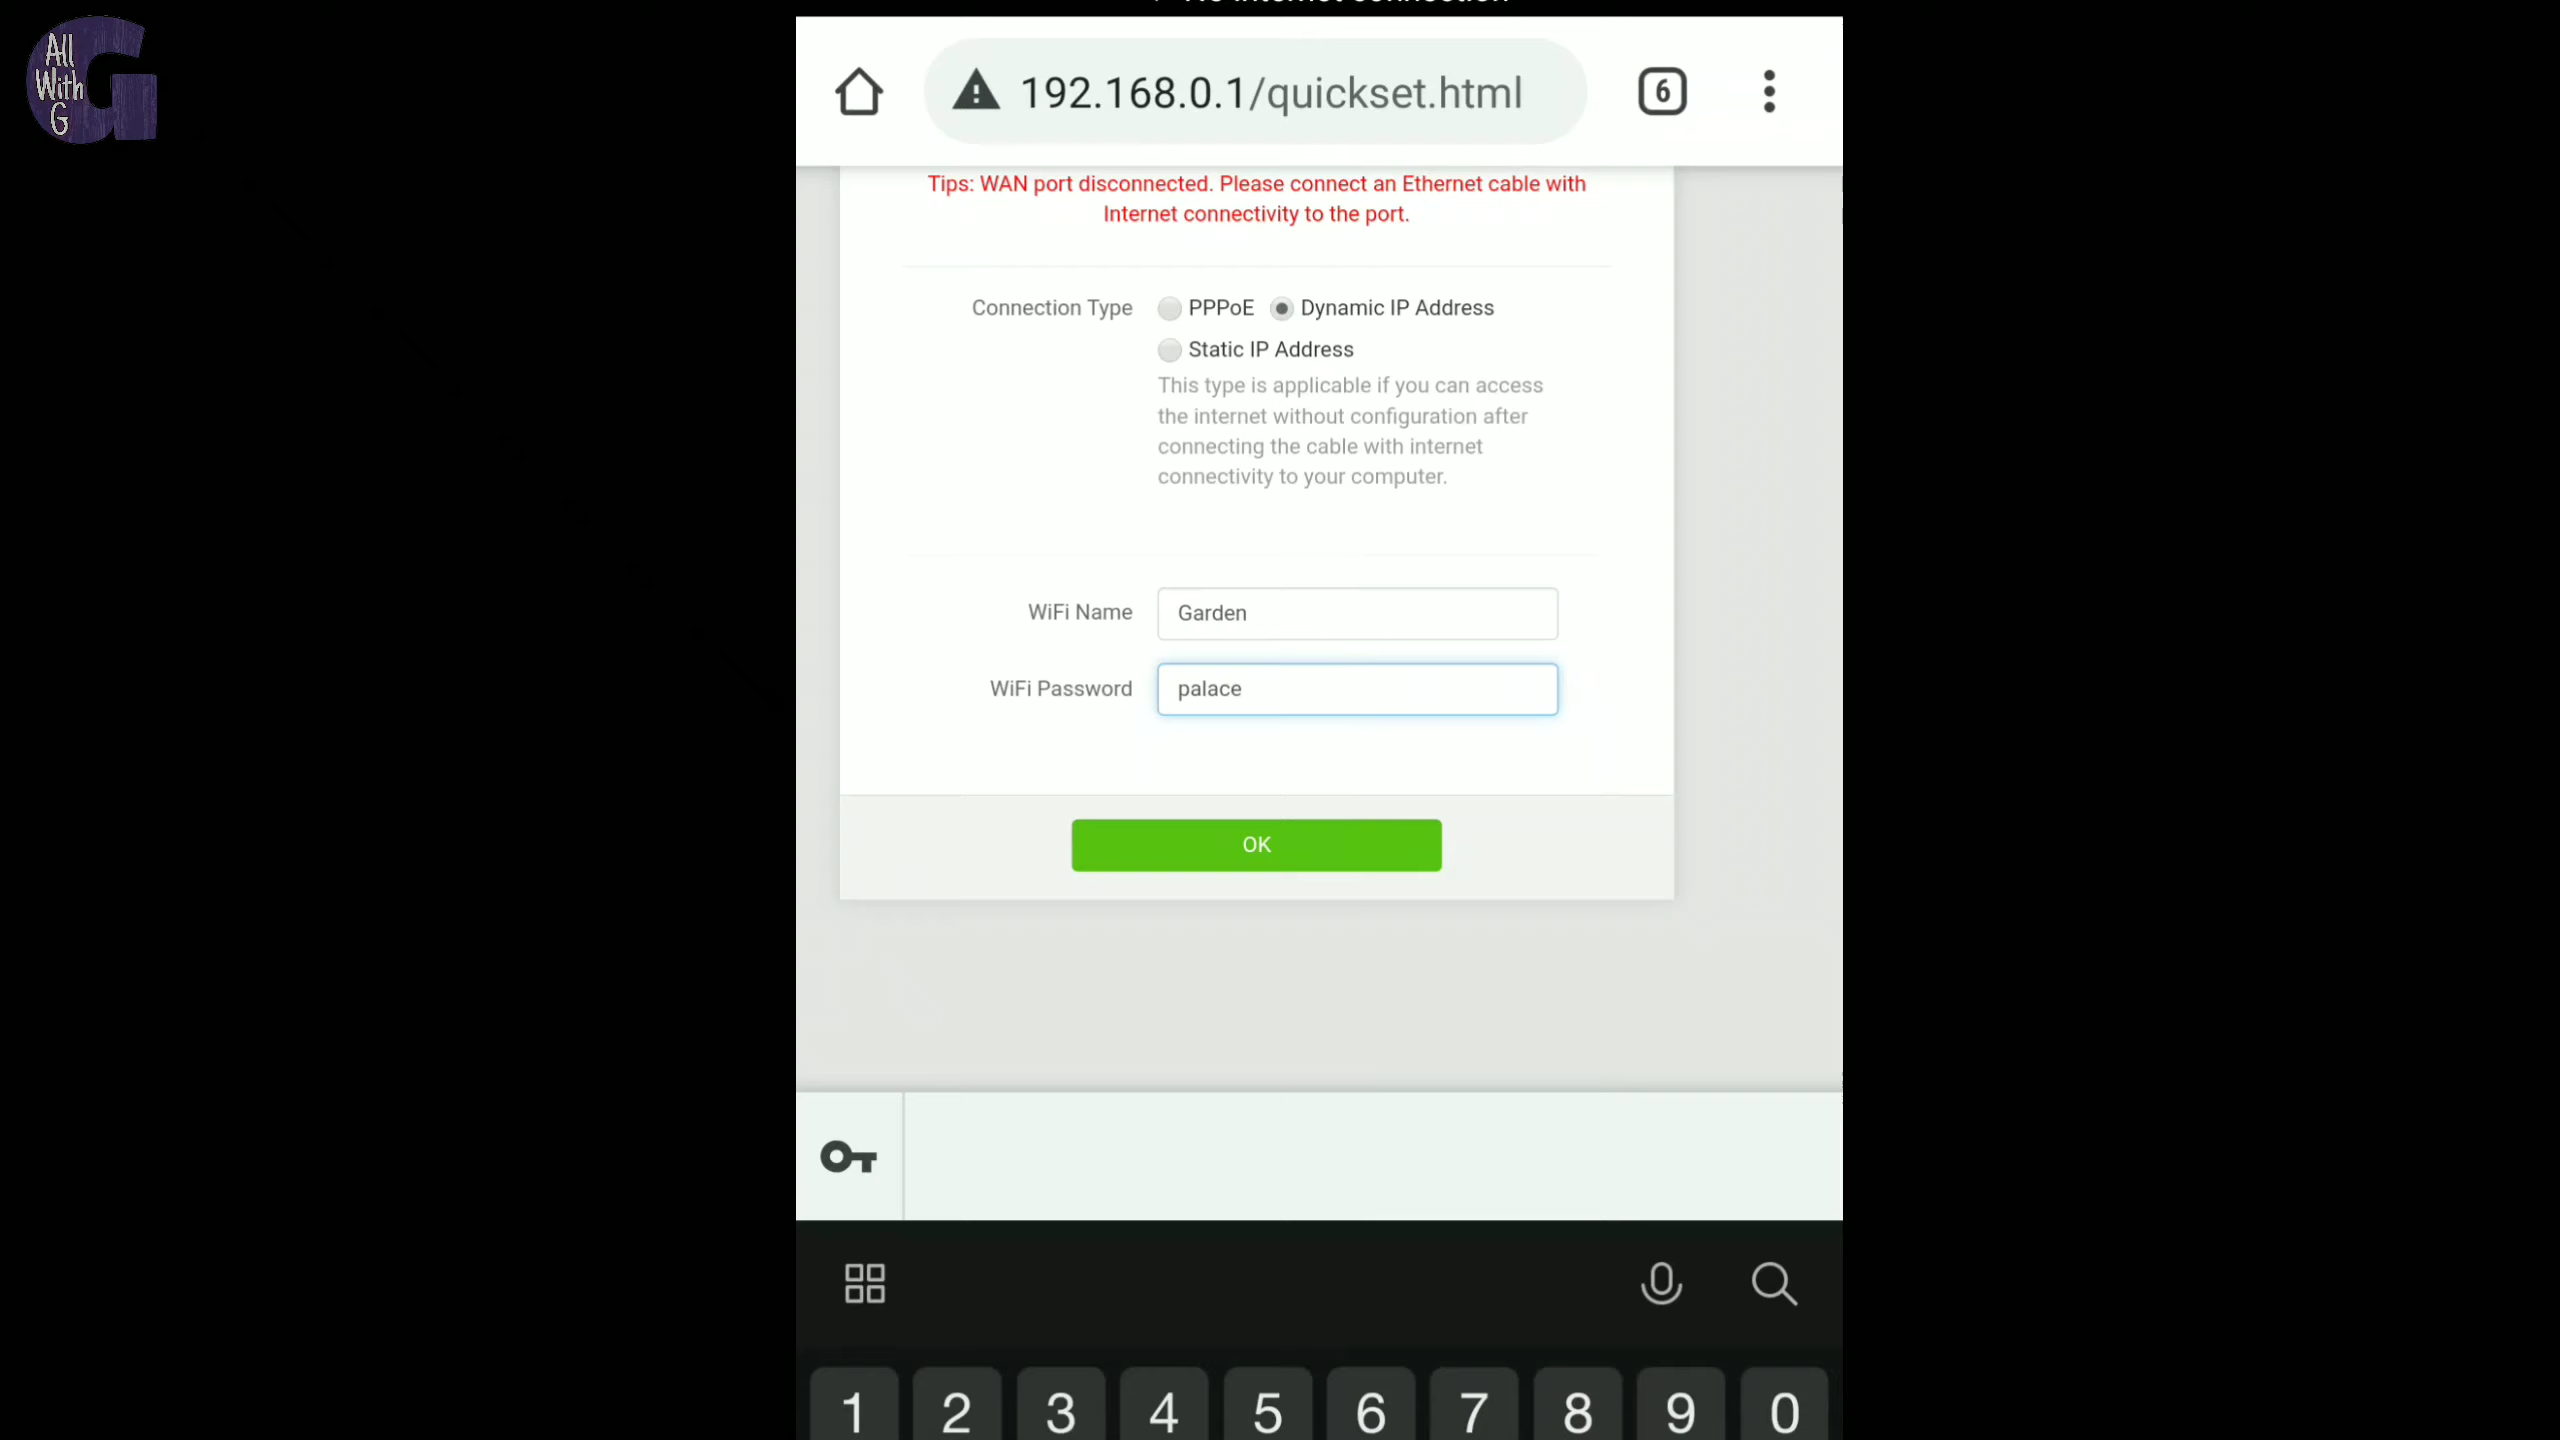 All
With
G
No internet connection
192.168.0.1/quickset.html
6
Tips: WAN port disconnected. Please connect an Ethernet cable with
Internet connectivity to the port.
Connection Type PPPoE Dynamic IP Address
Static IP Address
This type is applicable if you can access
the internet without configuration after
connecting the cable with internet
connectivity to your computer.
WiFi Name Garden
WiFi Password palace
OK
1 2 3 4 5 6 7 8 9 0